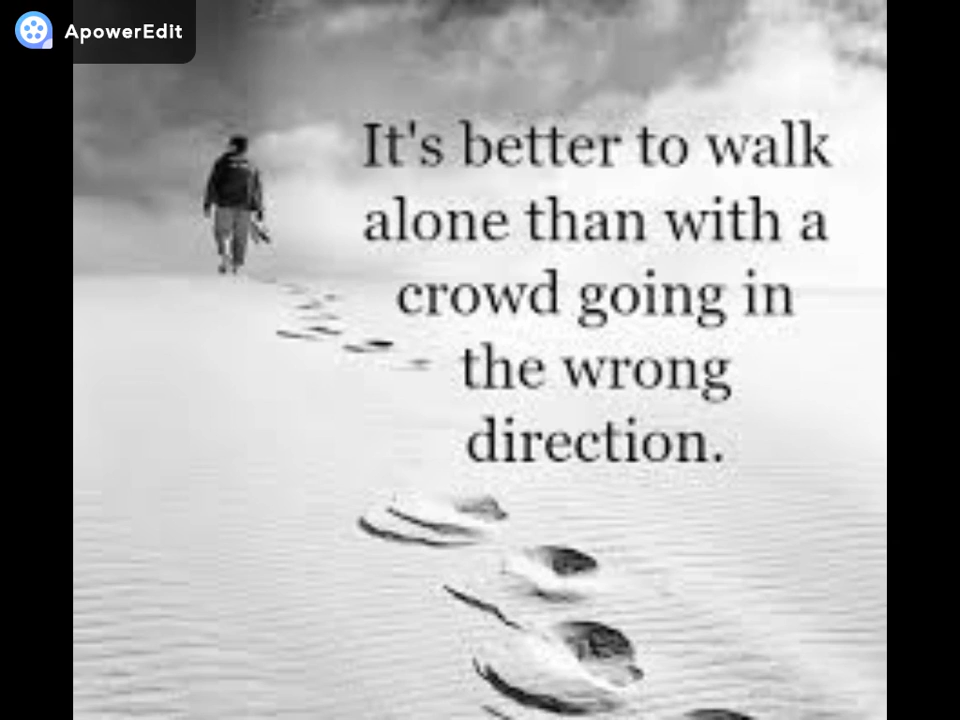 ApowerEdit
It's better to walk
alone than with a
crowd going in
the wrong
direction.